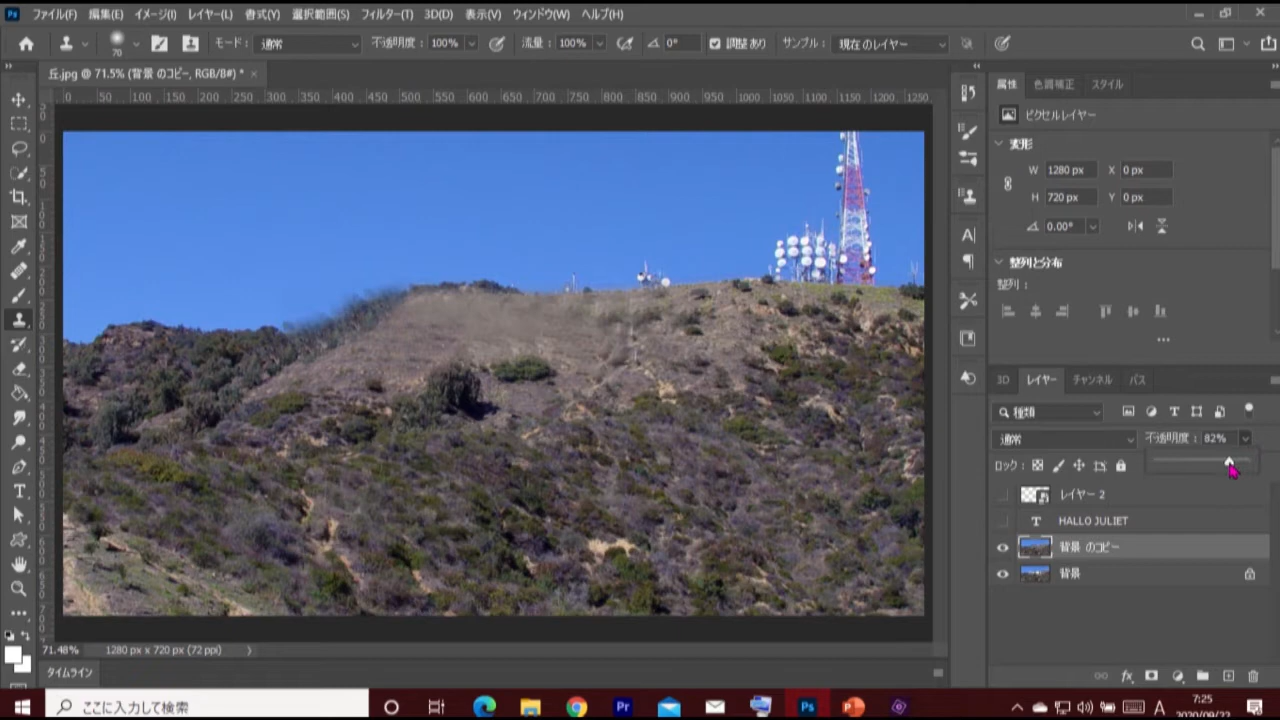 Ps ファイル(F) 編集(E) イメージ(I) レイヤー(L) 書式(Y) 選択範囲(S) フィルター(T) 3D(D) 表示(V) ウィンドウ(W) ヘルプ(H)
70 モード： 通常 不透明度： 100% 流量： 100% 0° 調整あり サンプル： 現在のレイヤー
丘.jpg @ 71.5% (背景 のコピー, RGB/8#) * ×
0 50 100 150 200 250 300 350 400 450 500 550 600 650 700 750 800 850 900 950 1000 1050 1100 1150 1200 1250
属性 色調補正 スタイル
ピクセルレイヤー
変形
W 1280 px X 0 px
H 720 px Y 0 px
0.00°
整列と分布
整列：
3D レイヤー チャンネル パス
種類
通常 不透明度： 82%
ロック：
レイヤー 2
T HALLO JULIET
背景 のコピー
背景
71.48% 1280 px x 720 px (72 ppi)
タイムライン
fx
ここに入力して検索 Pr Ps A 7:25
2020/09/22